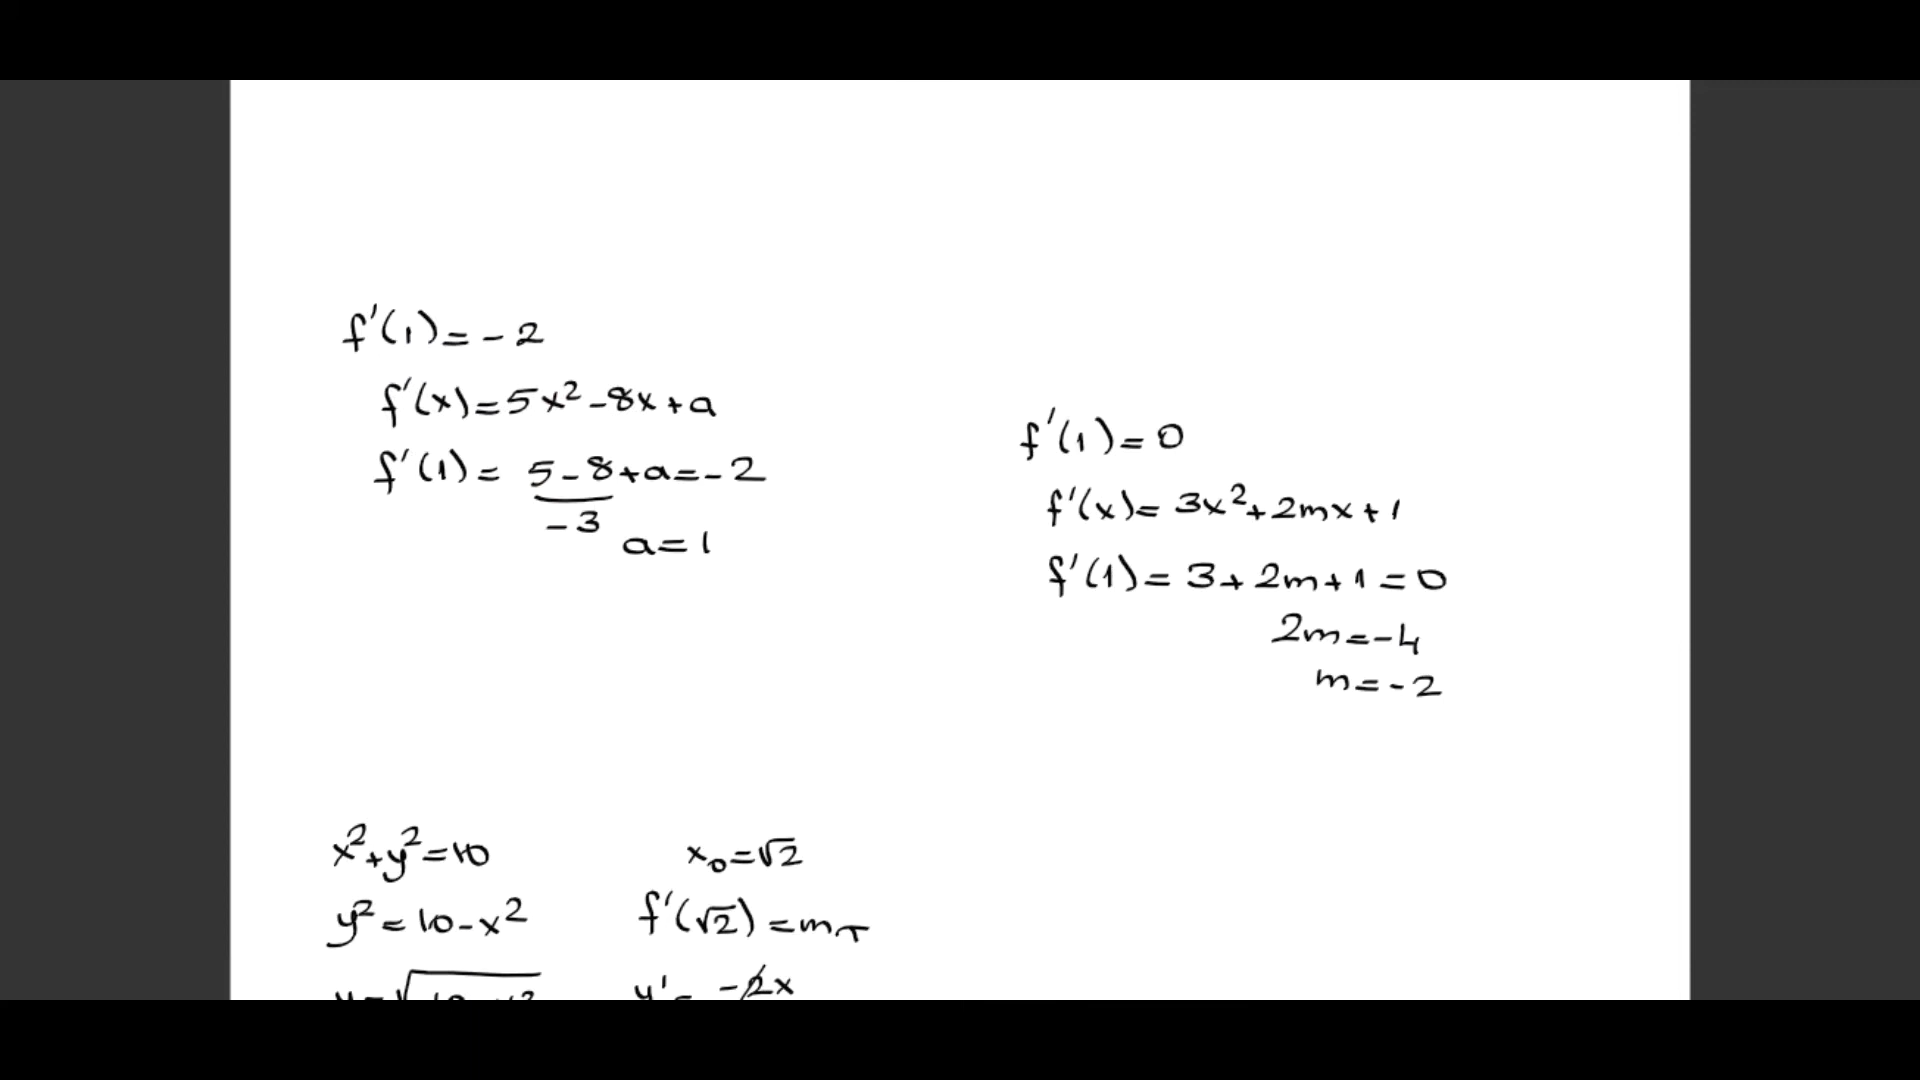 f'(1) = -2
f'(x) = 5x² - 8x + a
f'(1) = 5 - 8 + a = -2
-3
a = 1
f'(1) = 0
f'(x) = 3x² + 2mx + 1
f'(1) = 3 + 2m + 1 = 0
2m = -4
m = -2
x² + y² = 10
y² = 10 - x²
x₀ = √2
f'(√2) = m_T
y' = -2x